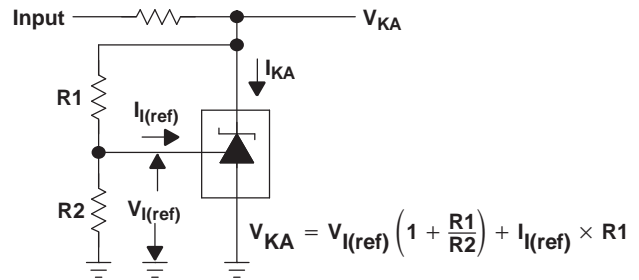 Input
V_KA
I_KA
R1
I_I(ref)
R2
V_I(ref)
V_KA = V_I(ref) (1 + R1/R2) + I_I(ref) × R1